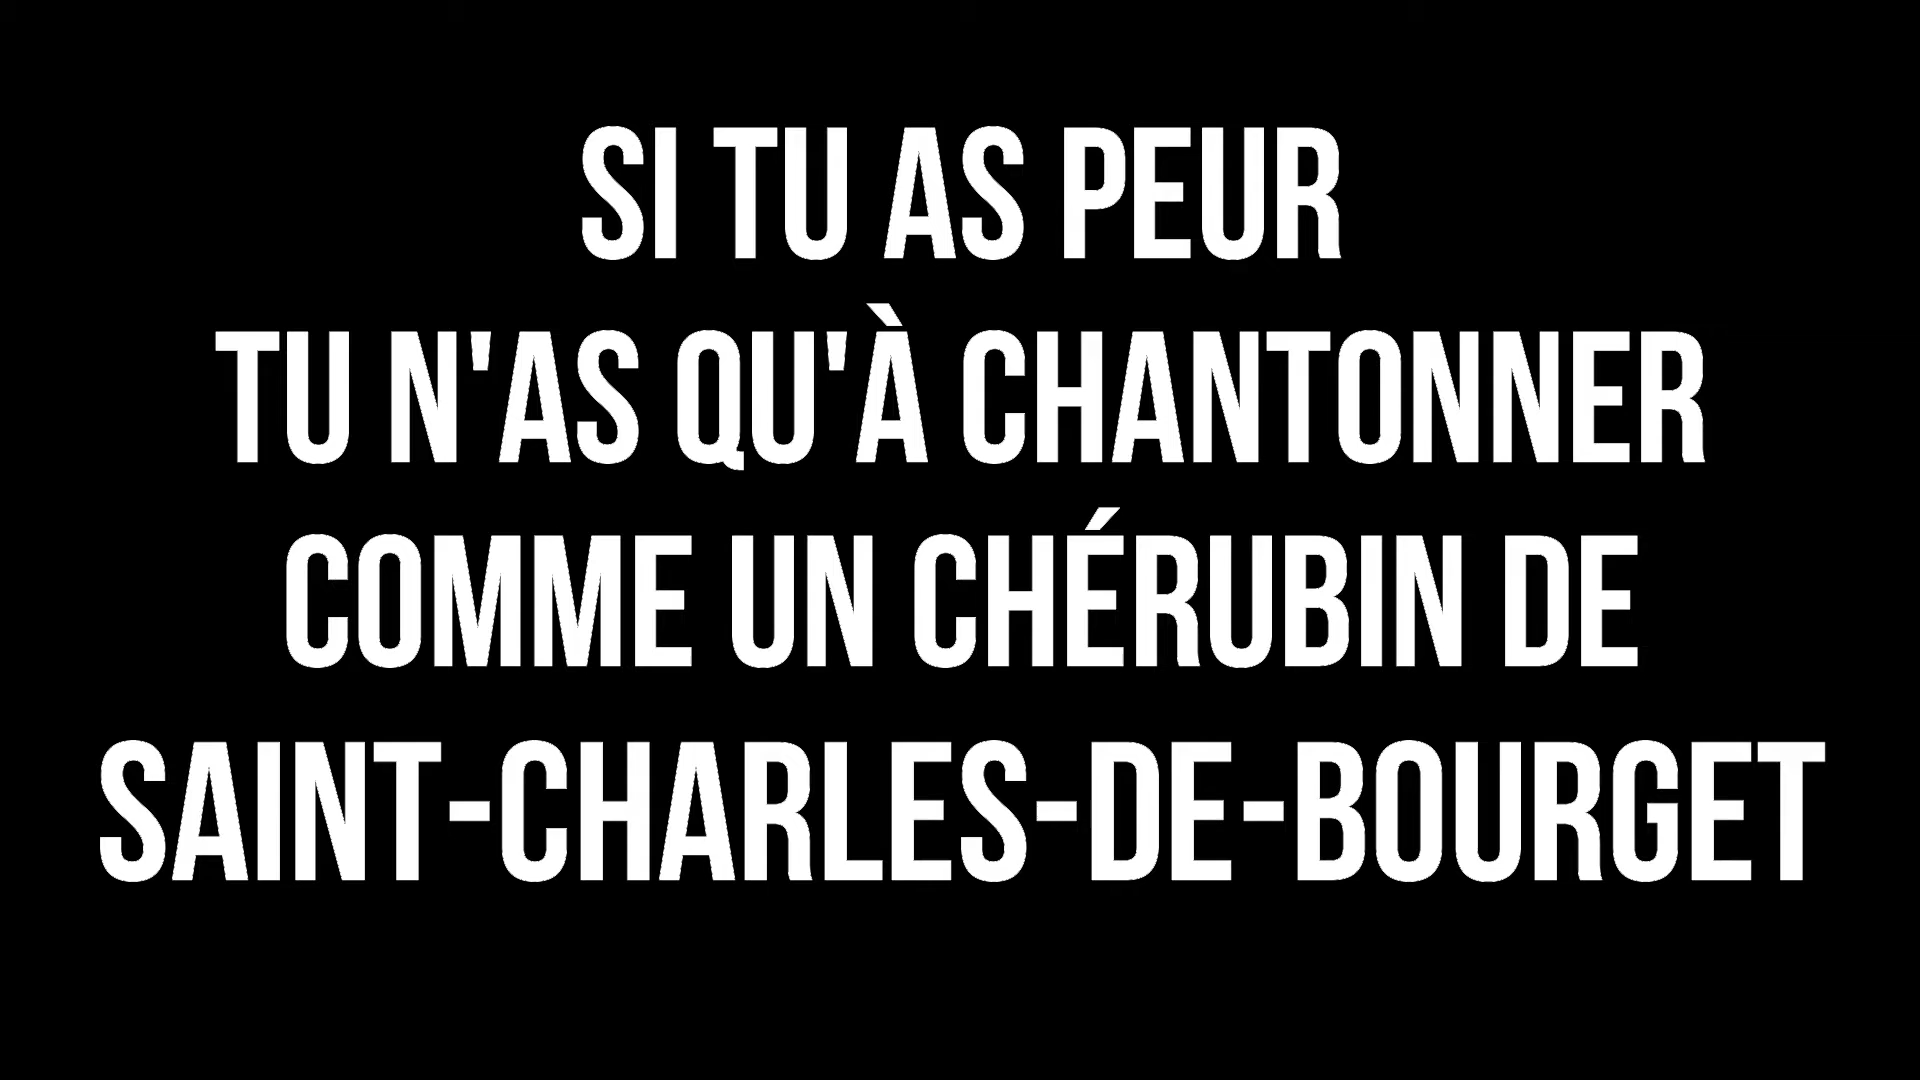 SI TU AS PEUR
TU N'AS QU'À CHANTONNER
COMME UN CHÉRUBIN DE
SAINT-CHARLES-DE-BOURGET